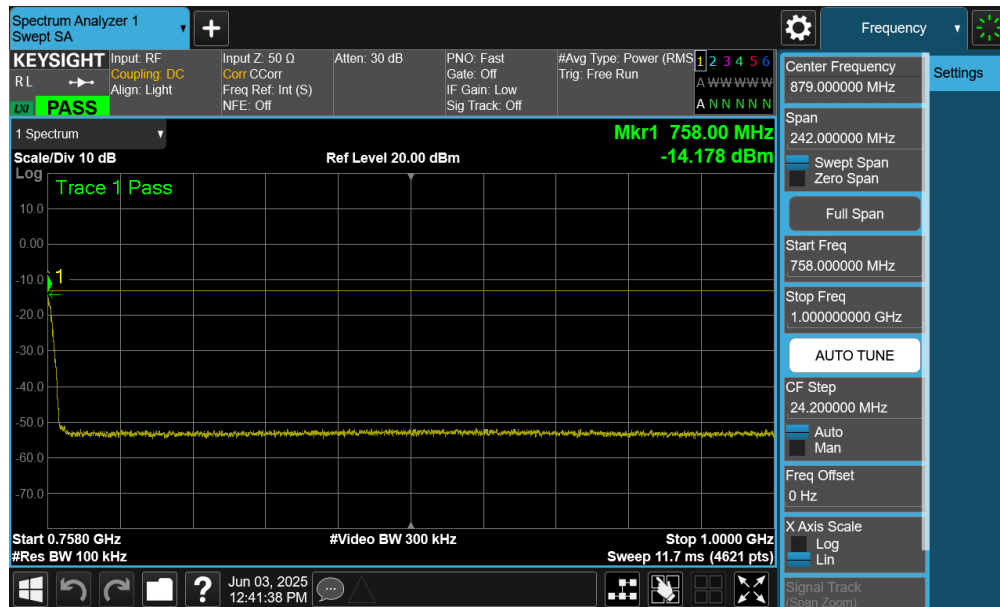 Spectrum Analyzer 1
Swept SA
+
Frequency
KEYSIGHT
R L
LXI
PASS
Input: RF
Coupling: DC
Align: Light
Input Z: 50 Ω
Corr CCorr
Freq Ref: Int (S)
NFE: Off
Atten: 30 dB
PNO: Fast
Gate: Off
IF Gain: Low
Sig Track: Off
#Avg Type: Power (RMS
Trig: Free Run
1 2 3 4 5 6
A W W W W W
A N N N N N
1 Spectrum
Mkr1 758.00 MHz
-14.178 dBm
Scale/Div 10 dB
Ref Level 20.00 dBm
Log
Trace 1 Pass
10.0
0.00
-10.0
1
-20.0
-30.0
-40.0
-50.0
-60.0
-70.0
Start 0.7580 GHz
#Video BW 300 kHz
Stop 1.0000 GHz
#Res BW 100 kHz
Sweep 11.7 ms (4621 pts)
?
Jun 03, 2025
12:41:38 PM
Center Frequency
879.000000 MHz
Settings
Span
242.000000 MHz
Swept Span
Zero Span
Full Span
Start Freq
758.000000 MHz
Stop Freq
1.000000000 GHz
AUTO TUNE
CF Step
24.200000 MHz
Auto
Man
Freq Offset
0 Hz
X Axis Scale
Log
Lin
Signal Track
(Span Zoom)